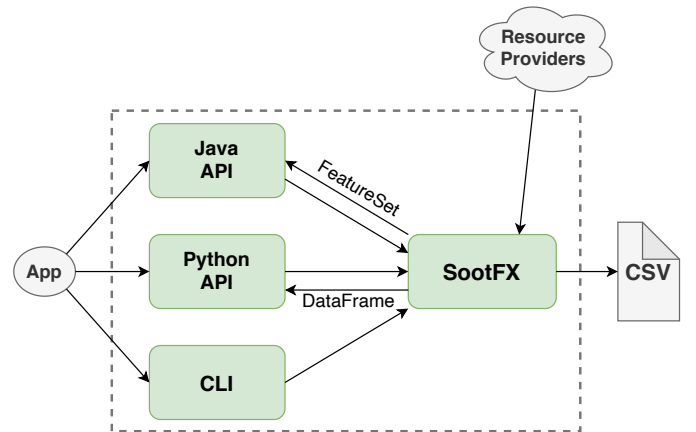 Resource
Providers
Java
API
FeatureSet
App
Python
API
SootFX
CSV
DataFrame
CLI